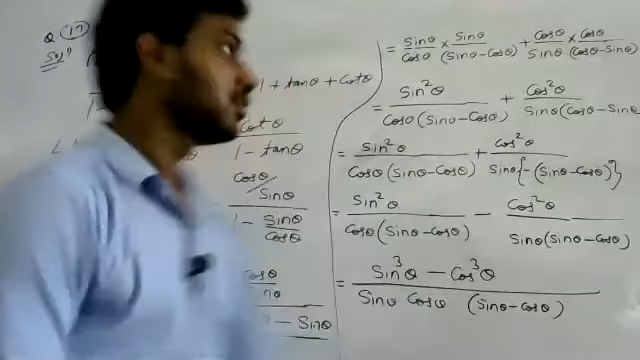 Q. 17
Sol?
1 + tanθ + cotθ
cotθ
1 - tanθ
cosθ/sinθ
1 - sinθ/cosθ
cosθ
- sinθ
= sinθ/cosθ × sinθ/(sinθ-cosθ) + cosθ/sinθ × cosθ/(cosθ-sinθ)
= sin²θ/cosθ(sinθ-cosθ) + cos²θ/sinθ(cosθ-sinθ
= sin²θ/cosθ(sinθ-cosθ) + cos²θ/sinθ{-(sinθ-cosθ)}
= sin²θ/cosθ(sinθ-cosθ) - cos²θ/sinθ(sinθ-cosθ)
= sin³θ - cos³θ/sinθ cosθ (sinθ-cosθ)